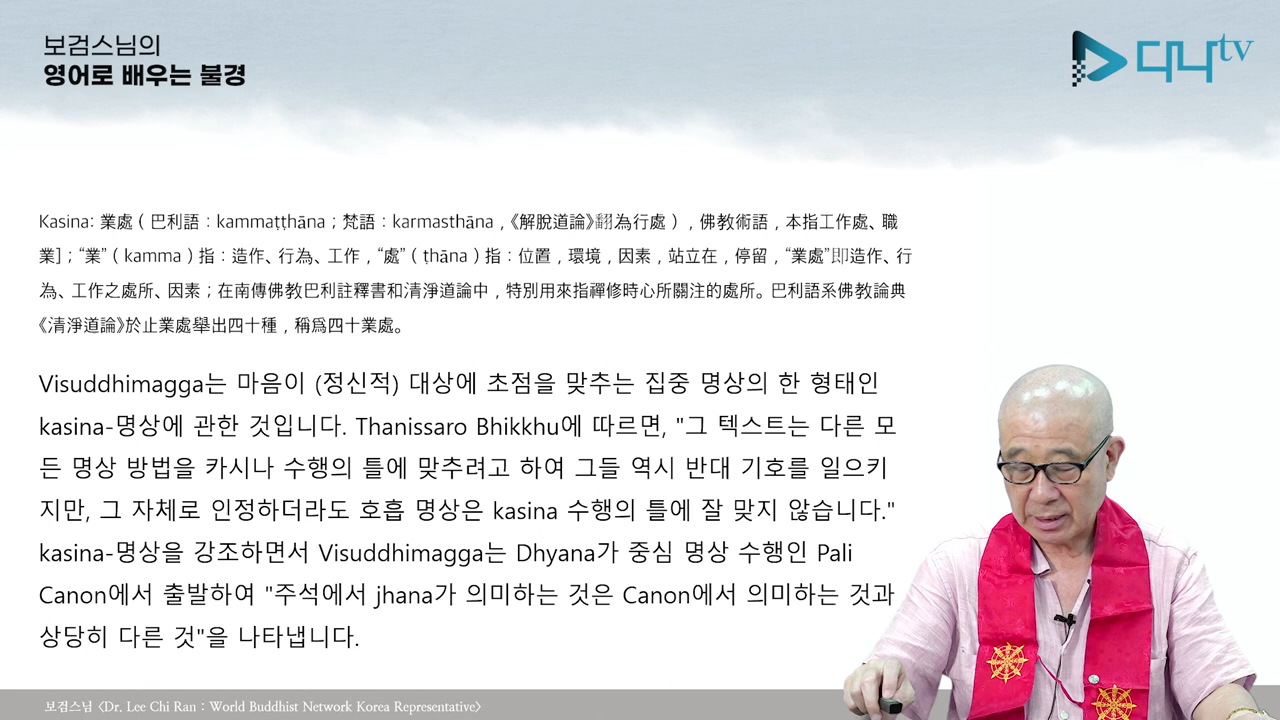 보검스님의
영어로 배우는 불경
디나tv
Kasina: 業處 ( 巴利語 : kammaṭṭhāna ; 梵語 : karmasthāna , 《解脫道論》翻為行處 ) , 佛教術語 , 本指工作處、職
業] ; “業” ( kamma ) 指 : 造作、行為、工作 , “處” ( ṭhāna ) 指 : 位置 , 環境 , 因素 , 站立在 , 停留 , “業處”即造作、行
為、工作之處所、因素 ; 在南傳佛教巴利註釋書和清淨道論中 , 特別用來指禪修時心所關注的處所。巴利語系佛教論典
《清淨道論》於止業處舉出四十種 , 稱爲四十業處。
Visuddhimagga는 마음이 (정신적) 대상에 초점을 맞추는 집중 명상의 한 형태인
kasina-명상에 관한 것입니다. Thanissaro Bhikkhu에 따르면, "그 텍스트는 다른 모
든 명상 방법을 카시나 수행의 틀에 맞추려고 하여 그들 역시 반대 기호를 일으키
지만, 그 자체로 인정하더라도 호흡 명상은 kasina 수행의 틀에 잘 맞지 않습니다."
kasina-명상을 강조하면서 Visuddhimagga는 Dhyana가 중심 명상 수행인 Pali
Canon에서 출발하여 "주석에서 jhana가 의미하는 것은 Canon에서 의미하는 것과
상당히 다른 것"을 나타냅니다.
보검스님 〈Dr. Lee Chi Ran : World Buddhist Network Korea Representative〉